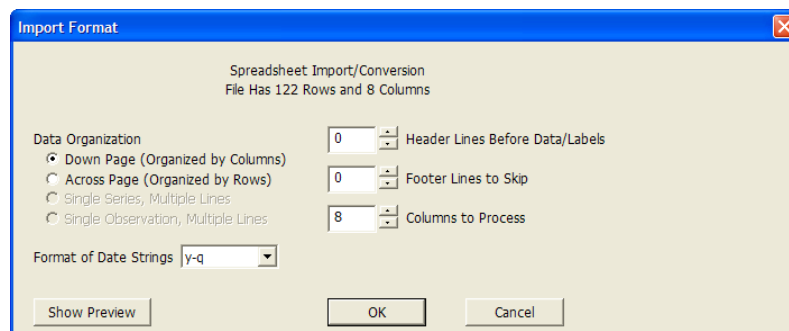 Import Format
Spreadsheet Import/Conversion
File Has 122 Rows and 8 Columns
Data Organization
Down Page (Organized by Columns)
Across Page (Organized by Rows)
Single Series, Multiple Lines
Single Observation, Multiple Lines
0 Header Lines Before Data/Labels
0 Footer Lines to Skip
8 Columns to Process
Format of Date Strings y-q
Show Preview OK Cancel